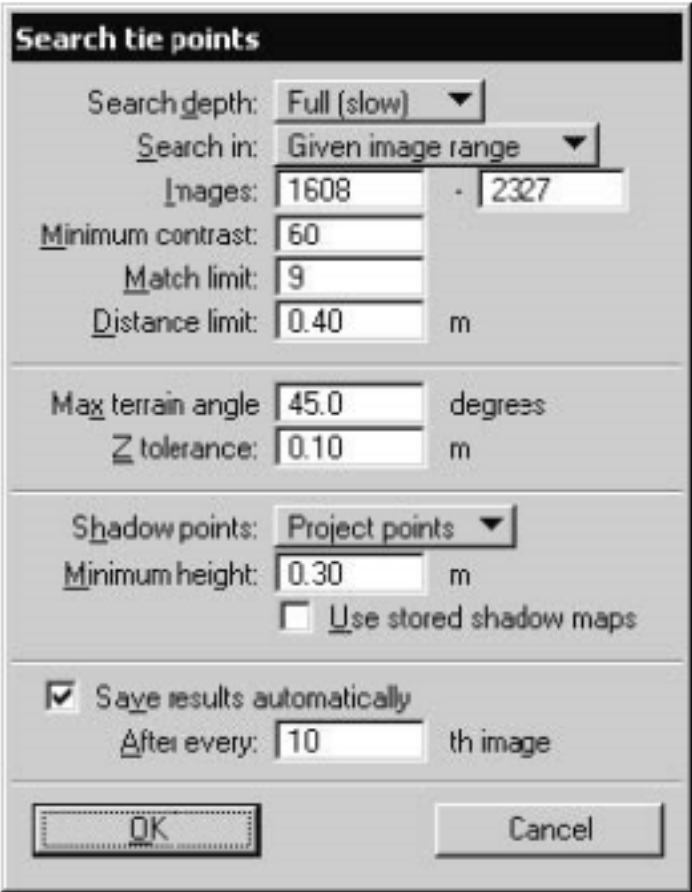 Search tie points
Search depth: Full (slow)
Search in: Given image range
Images: 1608 - 2327
Minimum contrast: 60
Match limit: 9
Distance limit: 0.40 m
Max terrain angle 45.0 degrees
Z tolerance: 0.10 m
Shadow points: Project points
Minimum height: 0.30 m
Use stored shadow maps
Save results automatically
After every: 10 th image
OK Cancel